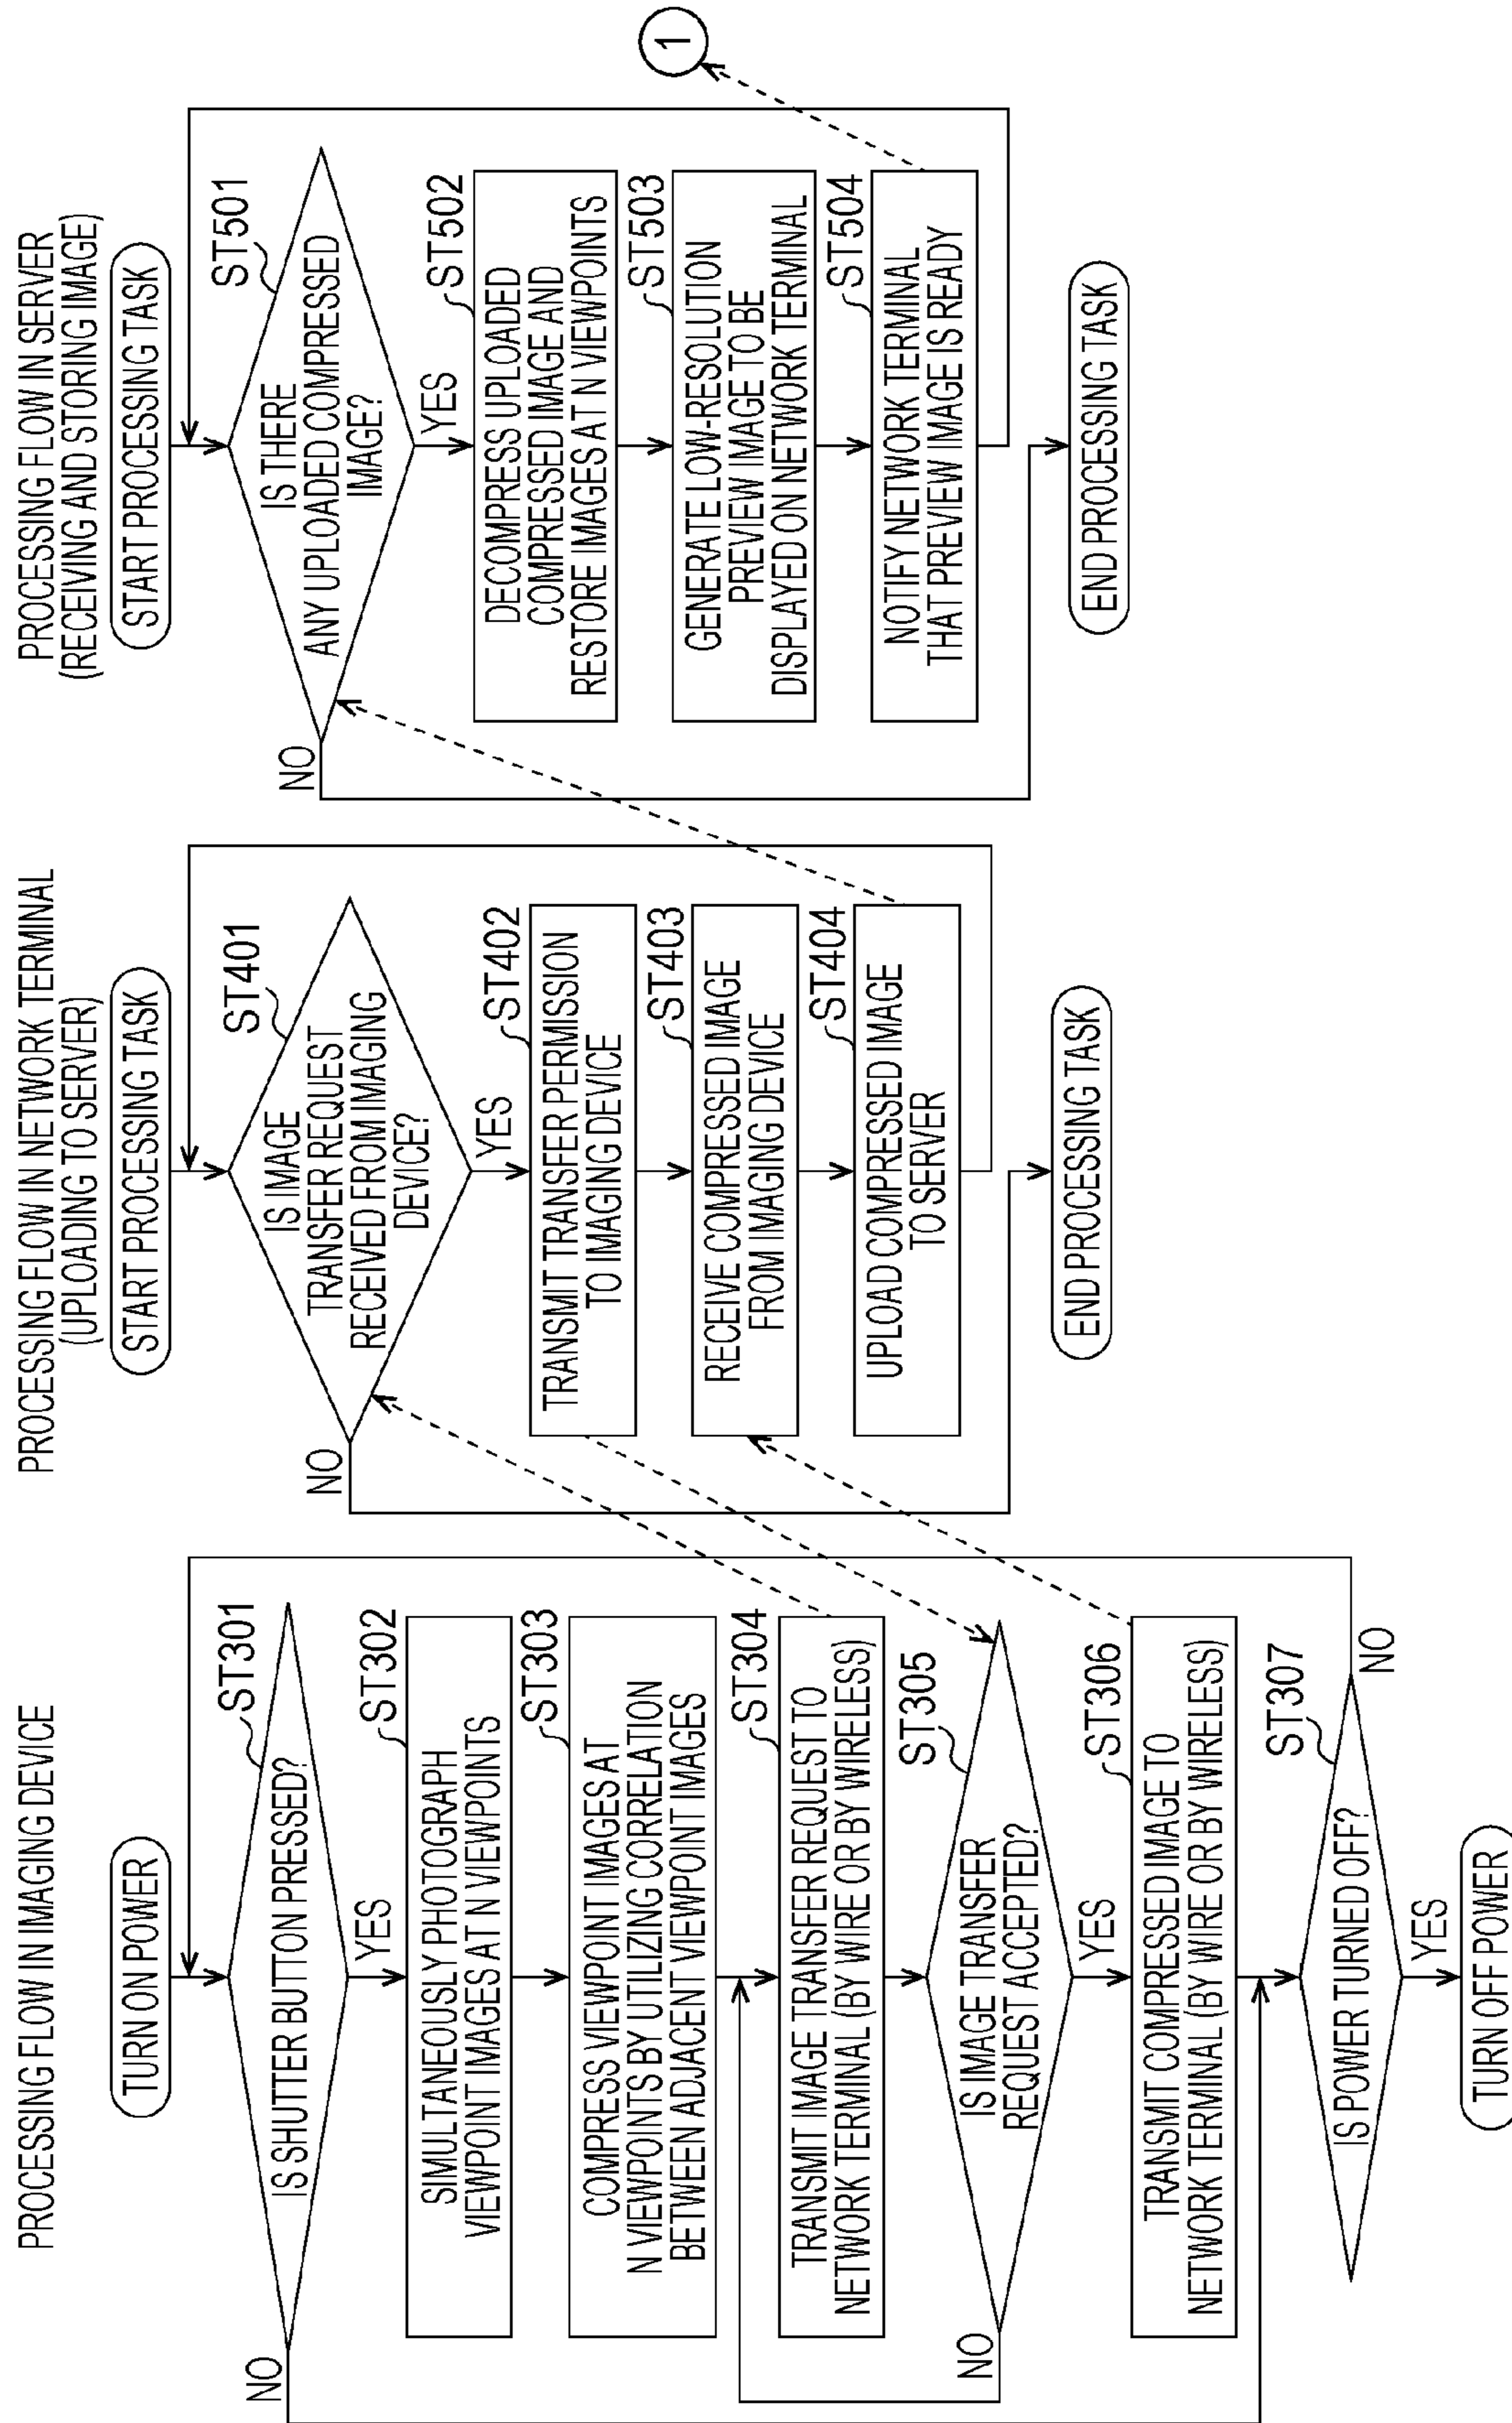 PROCESSING FLOW IN IMAGING DEVICE
TURN ON POWER
ST301
IS SHUTTER BUTTON PRESSED?
NO
YES
ST302
SIMULTANEOUSLY PHOTOGRAPH
VIEWPOINT IMAGES AT N VIEWPOINTS
ST303
COMPRESS VIEWPOINT IMAGES AT
N VIEWPOINTS BY UTILIZING CORRELATION
BETWEEN ADJACENT VIEWPOINT IMAGES
ST304
TRANSMIT IMAGE TRANSFER REQUEST TO
NETWORK TERMINAL (BY WIRE OR BY WIRELESS)
ST305
IS IMAGE TRANSFER
REQUEST ACCEPTED?
NO
YES
ST306
TRANSMIT COMPRESSED IMAGE TO
NETWORK TERMINAL (BY WIRE OR BY WIRELESS)
ST307
IS POWER TURNED OFF?
NO
YES
TURN OFF POWER
PROCESSING FLOW IN NETWORK TERMINAL
(UPLOADING TO SERVER)
START PROCESSING TASK
ST401
IS IMAGE
TRANSFER REQUEST
RECEIVED FROM IMAGING
DEVICE?
NO
YES
ST402
TRANSMIT TRANSFER PERMISSION
TO IMAGING DEVICE
ST403
RECEIVE COMPRESSED IMAGE
FROM IMAGING DEVICE
ST404
UPLOAD COMPRESSED IMAGE
TO SERVER
END PROCESSING TASK
PROCESSING FLOW IN SERVER
(RECEIVING AND STORING IMAGE)
START PROCESSING TASK
ST501
IS THERE
ANY UPLOADED COMPRESSED
IMAGE?
NO
YES
ST502
DECOMPRESS UPLOADED
COMPRESSED IMAGE AND
RESTORE IMAGES AT N VIEWPOINTS
ST503
GENERATE LOW-RESOLUTION
PREVIEW IMAGE TO BE
DISPLAYED ON NETWORK TERMINAL
ST504
NOTIFY NETWORK TERMINAL
THAT PREVIEW IMAGE IS READY
1
END PROCESSING TASK